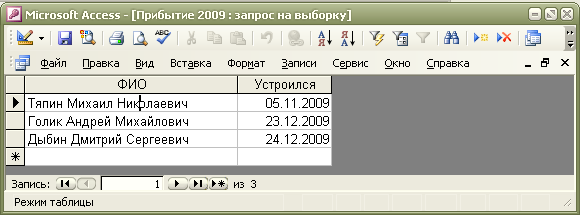 Microsoft Access - [Прибытие 2009 : запрос на выборку]
Файл Правка Вид Вставка Формат Записи Сервис Окно Справка
ФИО Устроился
Тяпин Михаил Николаевич 05.11.2009
Голик Андрей Михайлович 23.12.2009
Дыбин Дмитрий Сергеевич 24.12.2009
Запись: 1 из 3
Режим таблицы